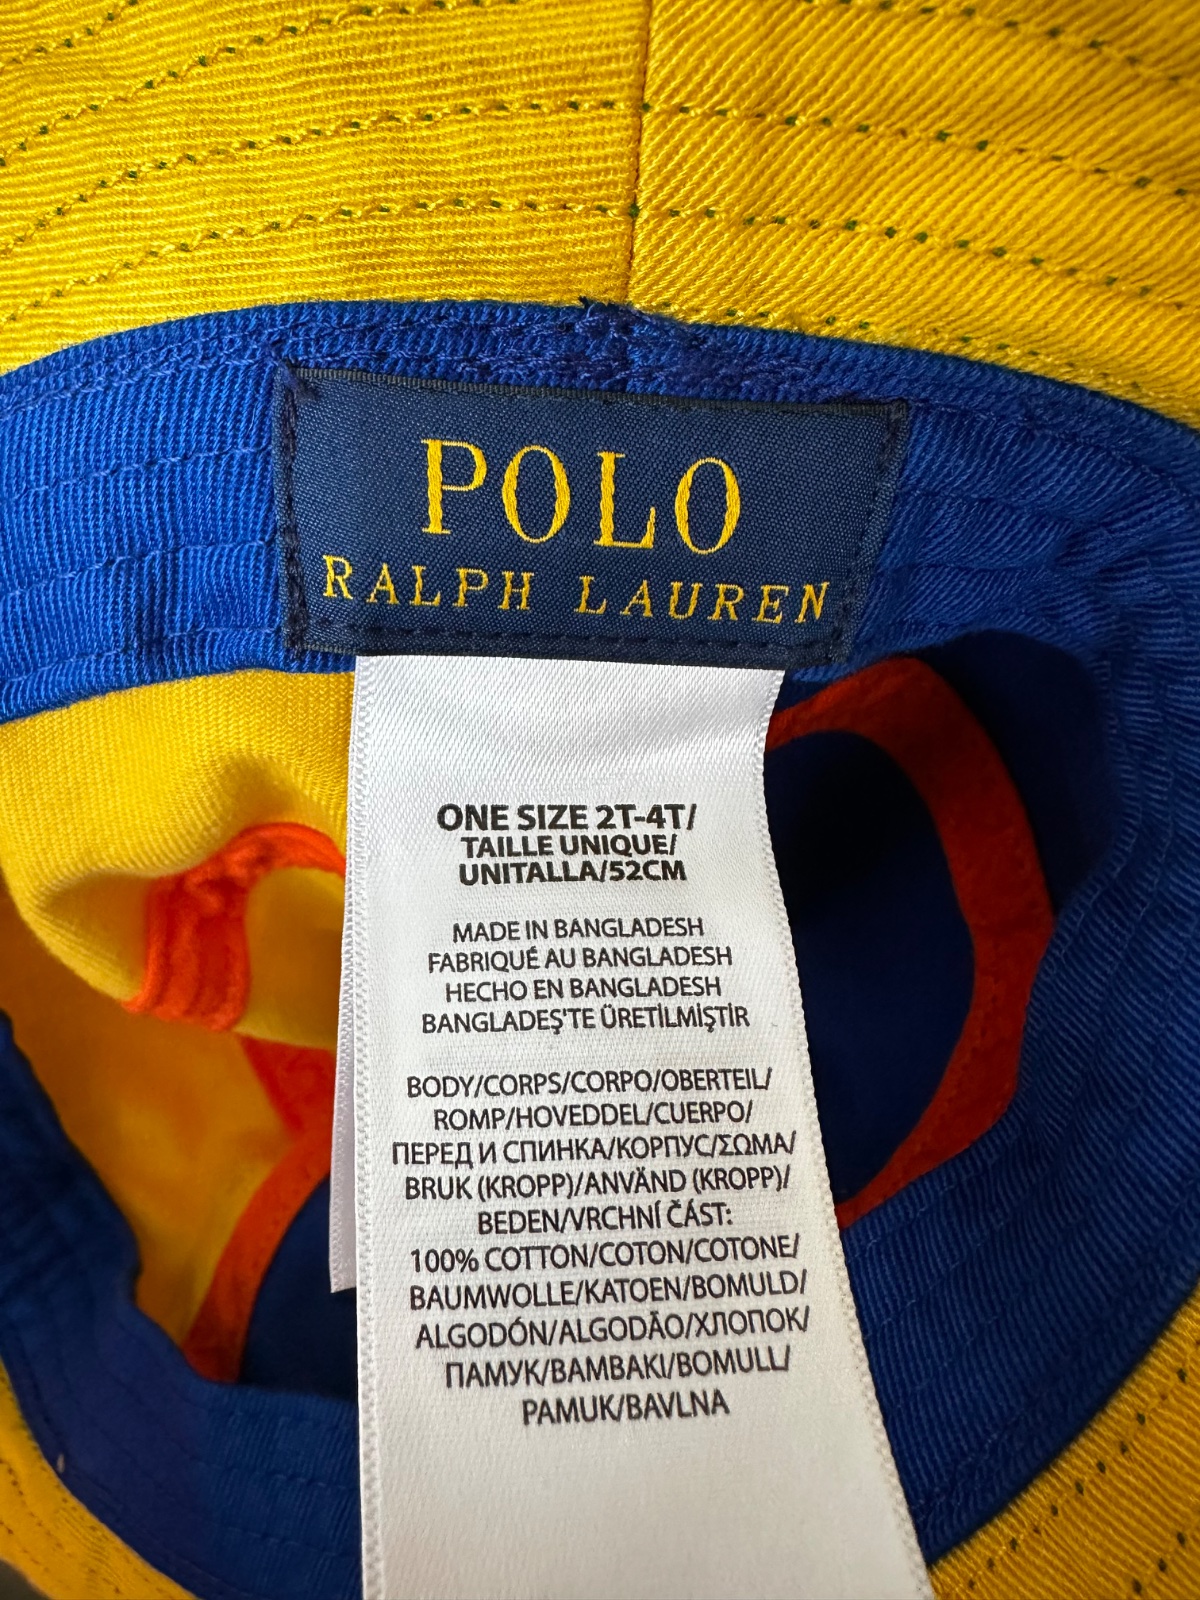 POLO
RALPH LAUREN
ONE SIZE 2T-4T/
TAILLE UNIQUE/
UNITALLA/52CM
MADE IN BANGLADESH
FABRIQUÉ AU BANGLADESH
HECHO EN BANGLADESH
BANGLADEŞ'TE ÜRETİLMİŞTİR
BODY/CORPS/CORPO/OBERTEIL/
ROMP/HOVEDDEL/CUERPO/
ПЕРЕД И СПИНКА/КОРПУС/ΣΩΜΑ/
BRUK (KROPP)/ANVÄND (KROPP)/
BEDEN/VRCHNÍ ČÁST:
100% COTTON/COTON/COTONE/
BAUMWOLLE/KATOEN/BOMULD/
ALGODÓN/ALGODÃO/ХЛОПОК/
ПАМУК/ΒΑΜΒΑΚΙ/BOMULL/
PAMUK/BAVLNA